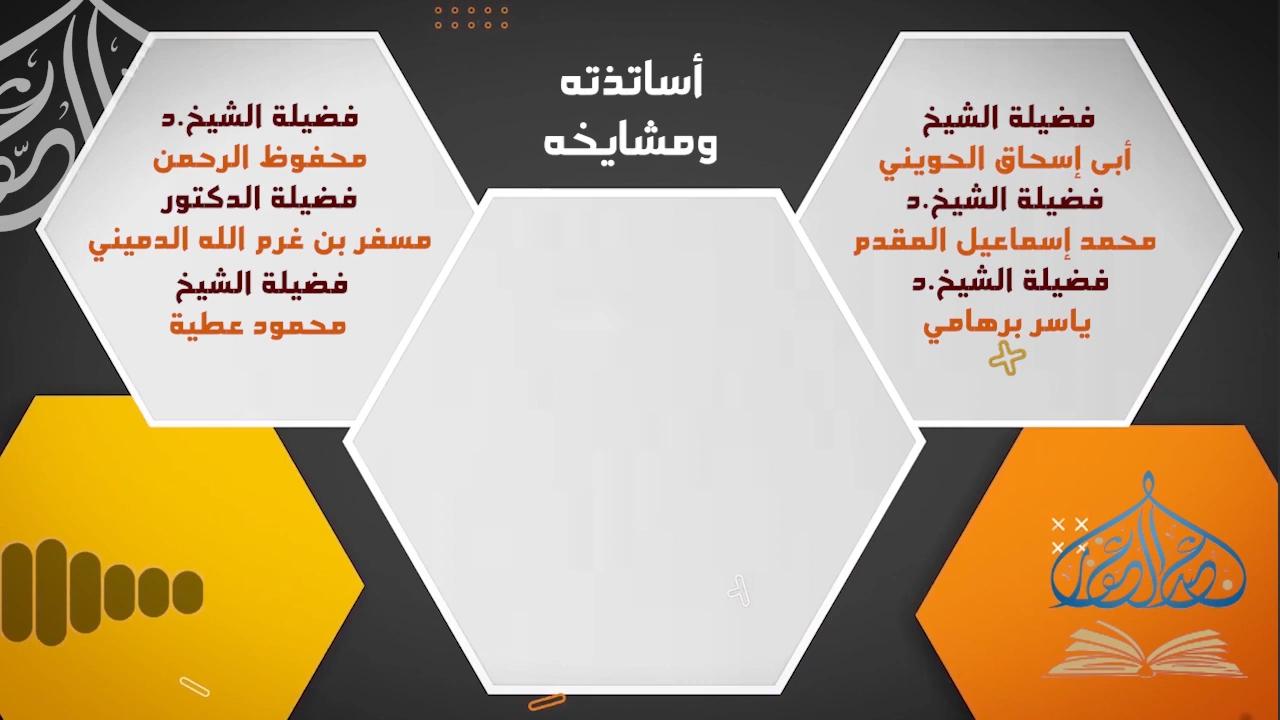 أساتذته
ومشايخه
فضيلة الشيخ
أبى إسحاق الحويني
فضيلة الشيخ.د
محمد إسماعيل المقدم
فضيلة الشيخ.د
ياسر برهامي
فضيلة الشيخ.د
محفوظ الرحمن
فضيلة الدكتور
مسفر بن غرم الله الدميني
فضيلة الشيخ
محمود عطية